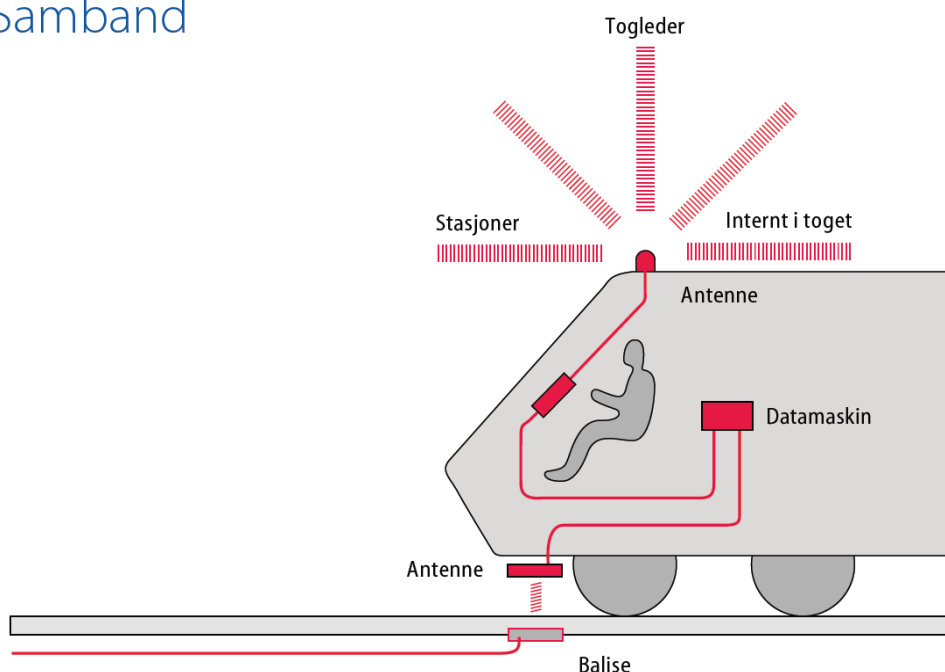 Samband
Togleder
Stasjoner
Internt i toget
Antenne
Datamaskin
Antenne
Balise